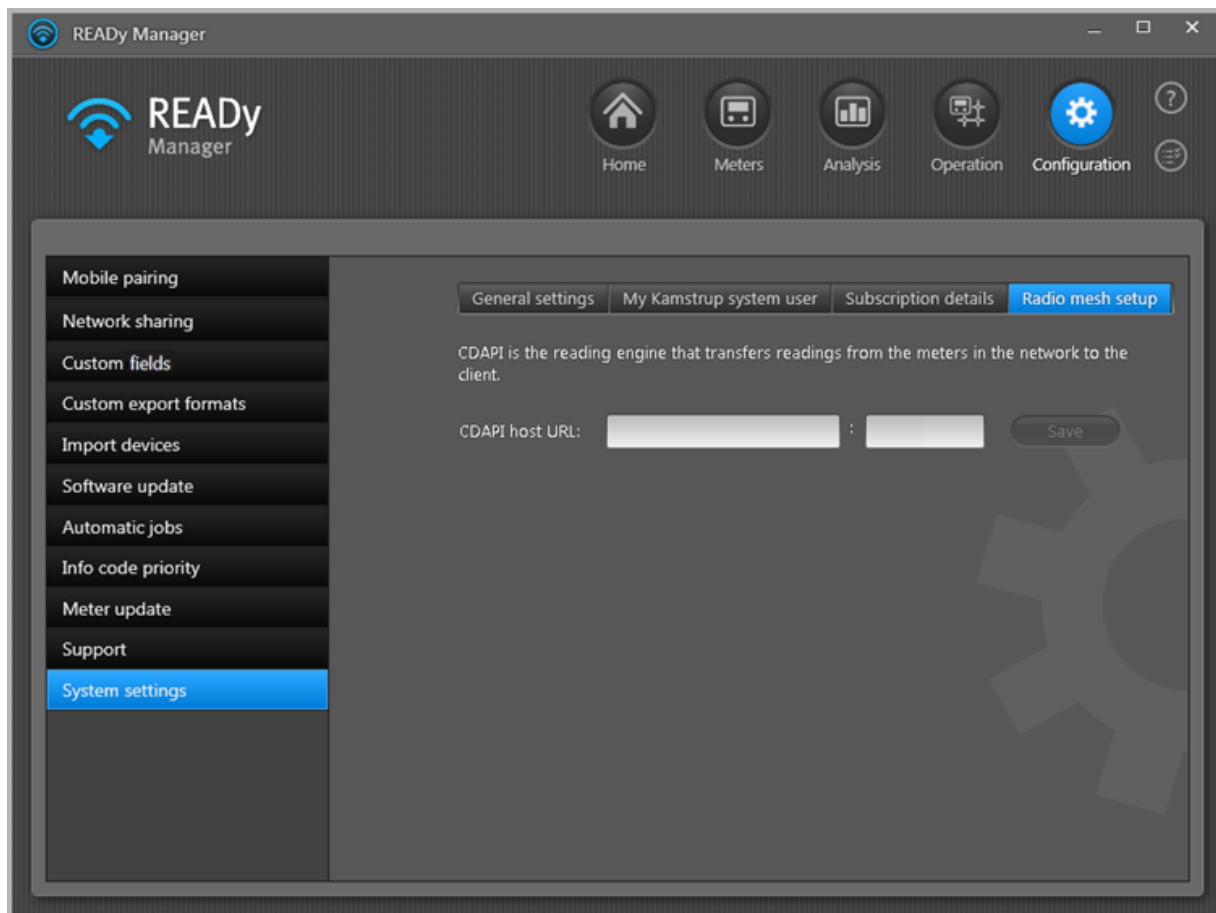 READy Manager
READy
Manager
Home
Meters
Analysis
Operation
Configuration
?
Mobile pairing
Network sharing
Custom fields
Custom export formats
Import devices
Software update
Automatic jobs
Info code priority
Meter update
Support
System settings
General settings
My Kamstrup system user
Subscription details
Radio mesh setup
CDAPI is the reading engine that transfers readings from the meters in the network to the
client.
CDAPI host URL:
:
Save